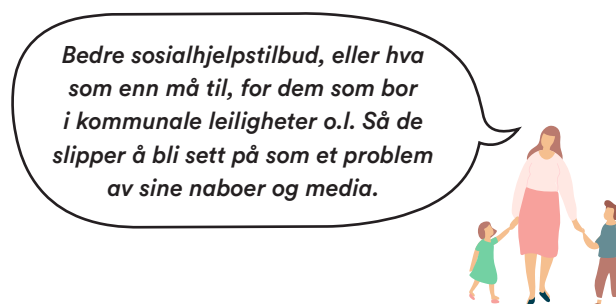 Bedre sosialhjelpstilbud, eller hva
som enn må til, for dem som bor
i kommunale leiligheter o.l. Så de
slipper å bli sett på som et problem
av sine naboer og media.